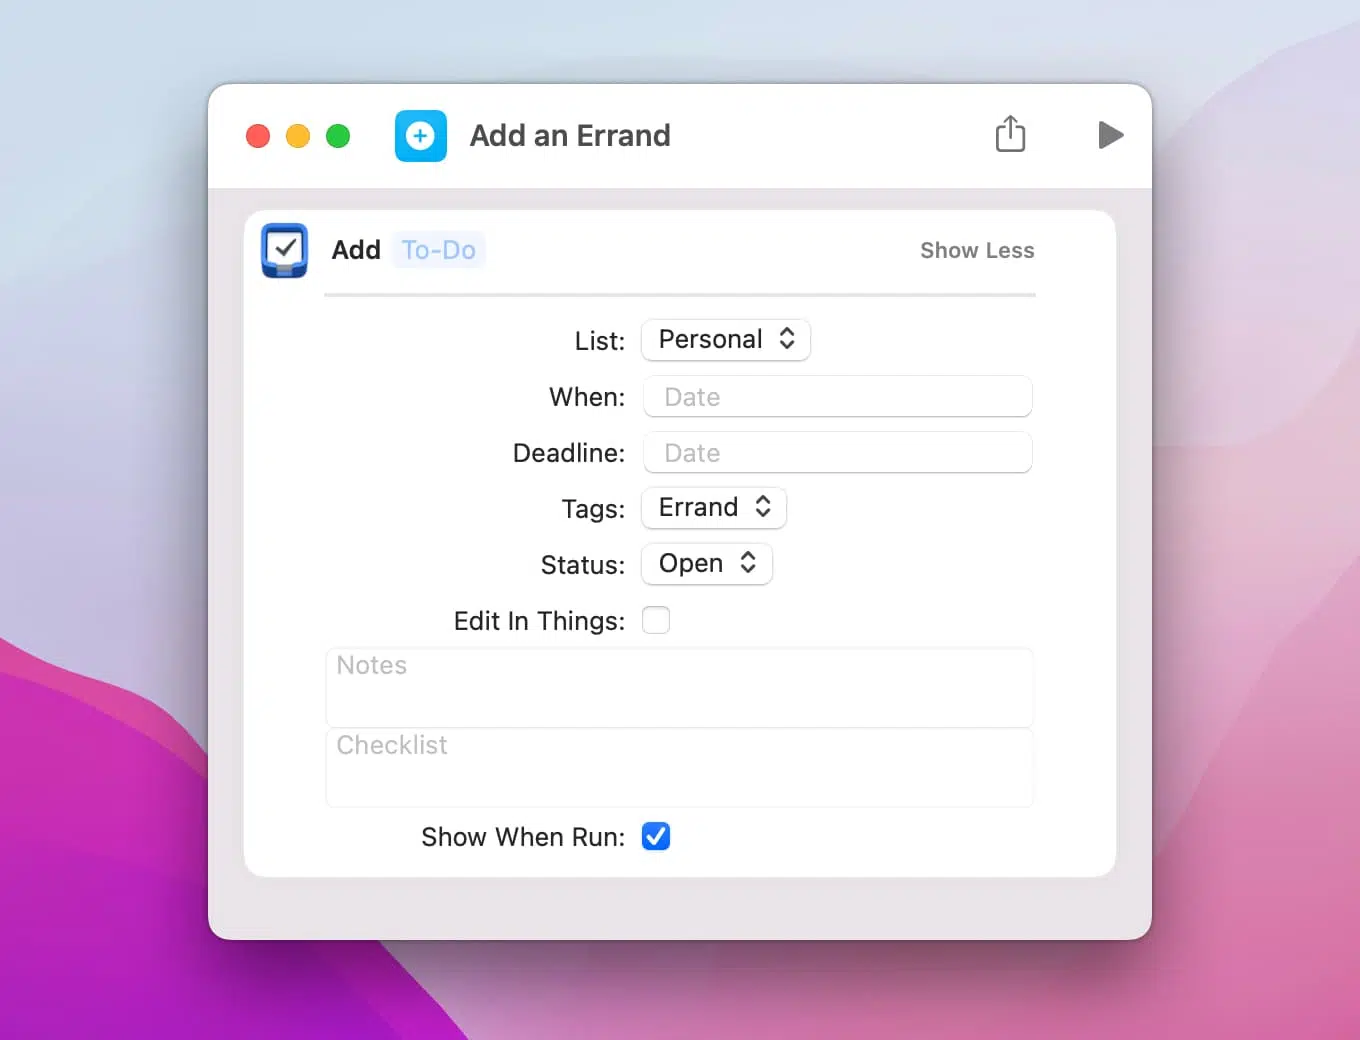 Add an Errand
Add To-Do Show Less
List: Personal
When: Date
Deadline: Date
Tags: Errand
Status: Open
Edit In Things:
Notes
Checklist
Show When Run: